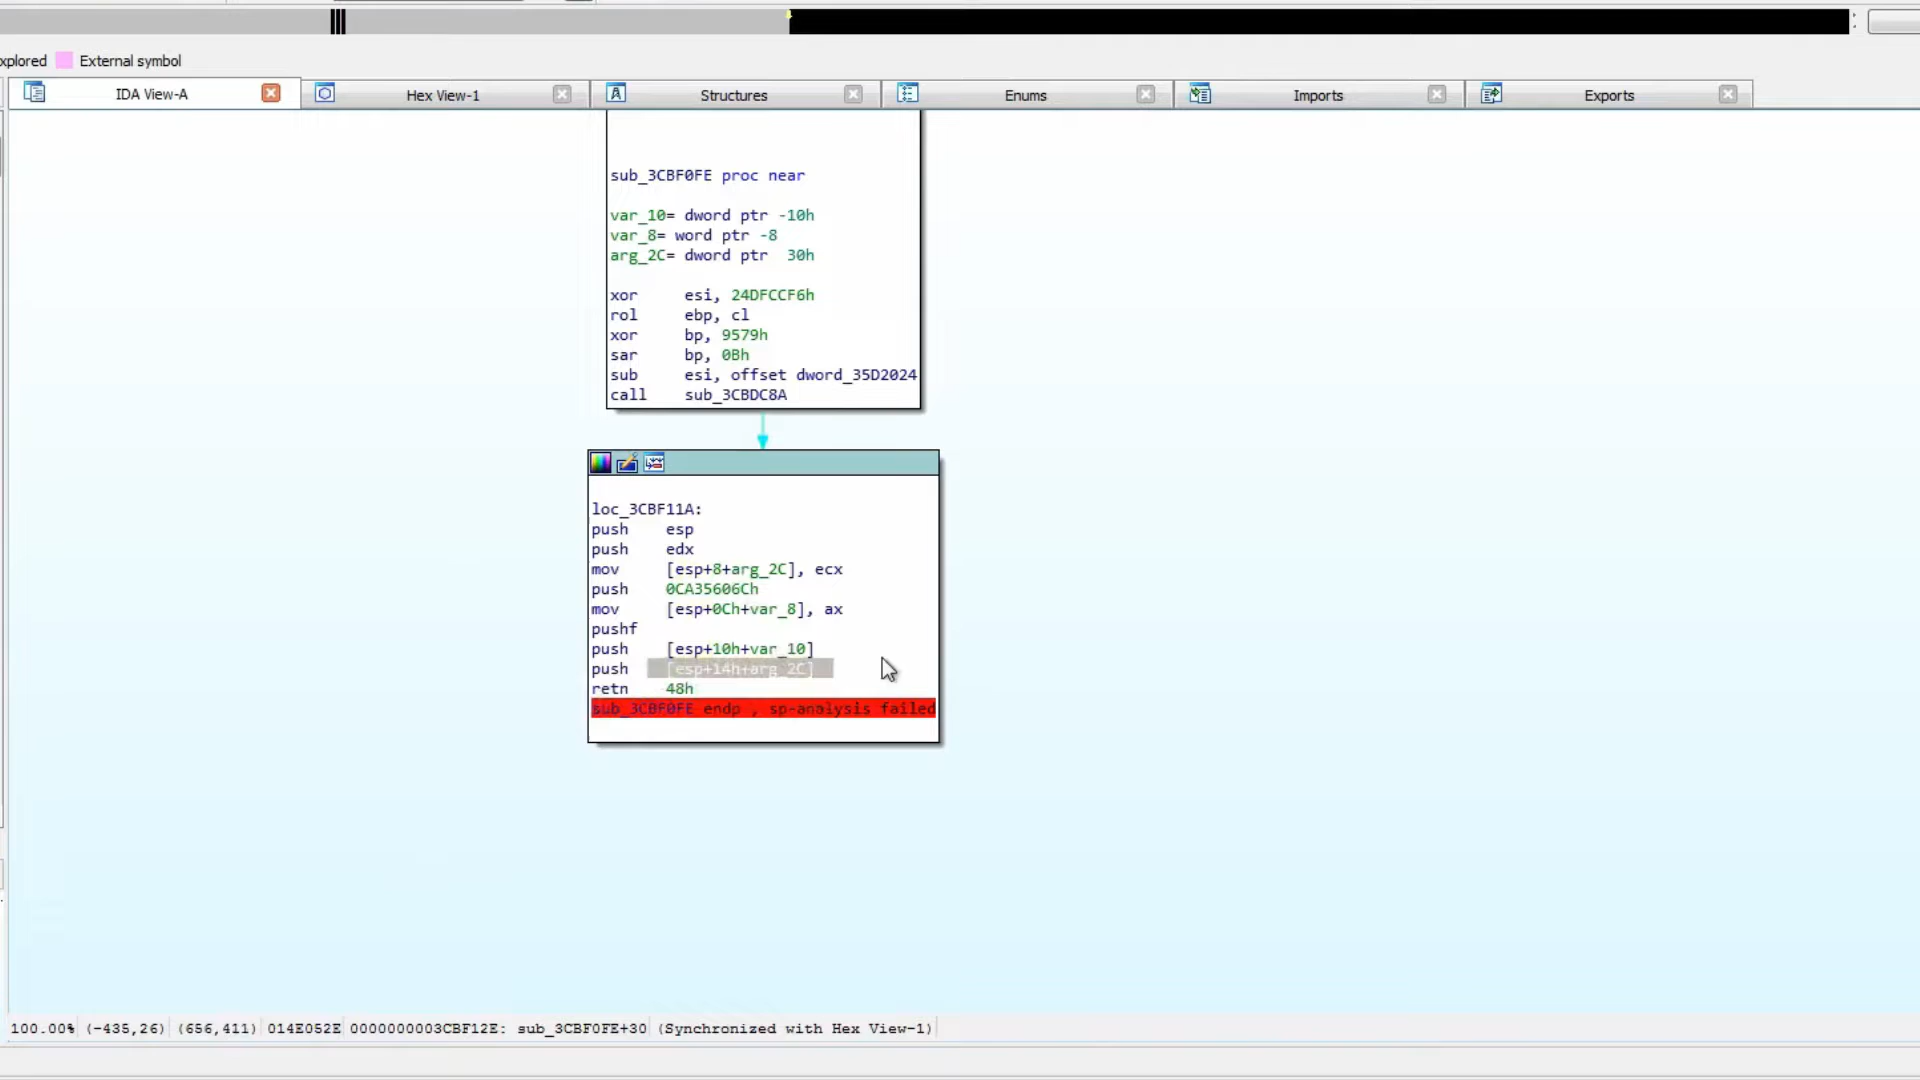 xplored External symbol
IDA View-A Hex View-1 Structures Enums Imports Exports
sub_3CBF0FE proc near
var_10= dword ptr -10h
var_8= word ptr -8
arg_2C= dword ptr  30h
xor esi, 24DFCCF6h
rol ebp, cl
xor bp, 9579h
sar bp, 0Bh
sub esi, offset dword_35D2024
call sub_3CBDC8A
loc_3CBF11A:
push esp
push edx
mov [esp+8+arg_2C], ecx
push 0CA35606Ch
mov [esp+0Ch+var_8], ax
pushf
push [esp+10h+var_10]
push [esp+14h+arg_2C]
retn 48h
sub_3CBF0FE endp ; sp-analysis failed
100.00% (-435,26) (656,411) 014E052E 0000000003CBF12E: sub_3CBF0FE+30 (Synchronized with Hex View-1)